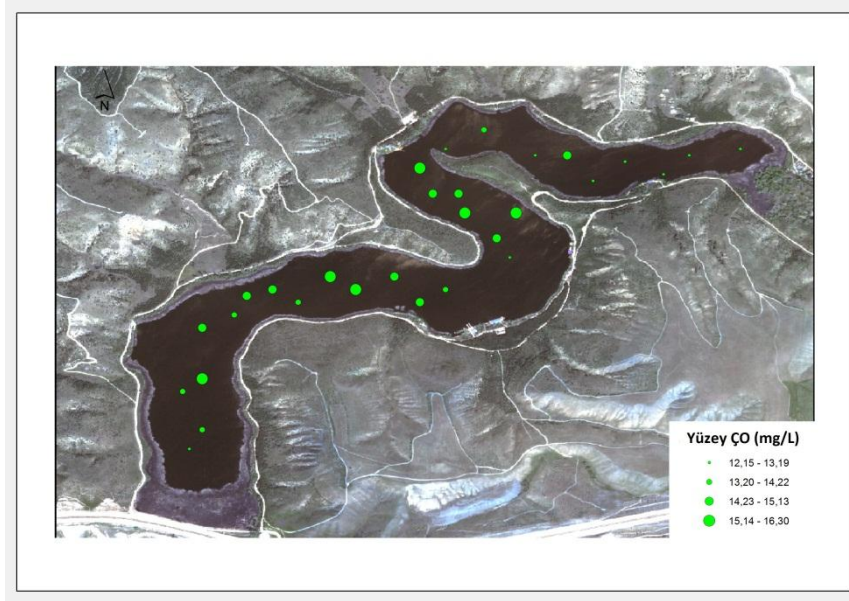 N
Yüzey ÇO (mg/L)
12,15 - 13,19
13,20 - 14,22
14,23 - 15,13
15,14 - 16,30